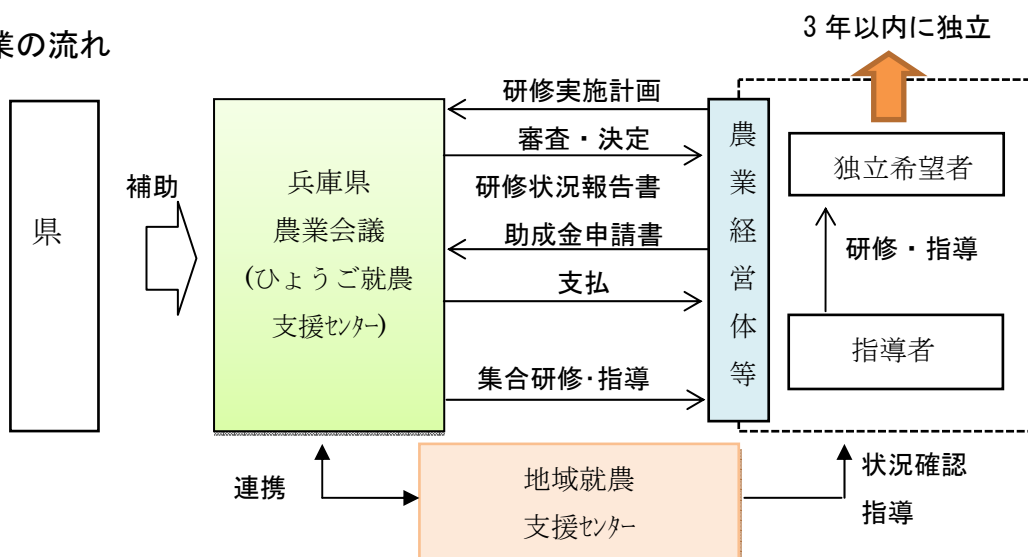 業の流れ
3 年以内に独立
県
補助
兵庫県
農業会議
(ひょうご就農
支援ｾﾝﾀｰ)
研修実施計画
審査・決定
研修状況報告書
助成金申請書
支払
集合研修･指導
農業経営体等
独立希望者
研修・指導
指導者
連携
地域就農
支援ｾﾝﾀｰ
状況確認
指導